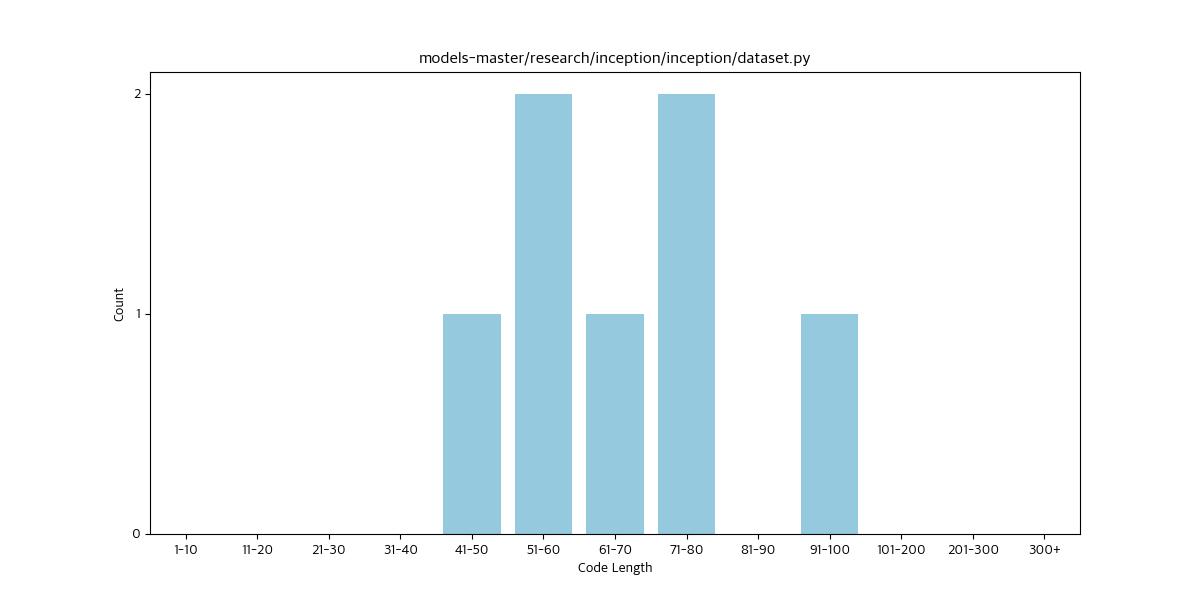 models-master/research/inception/inception/dataset.py
Count
2
1
0
1-10 11-20 21-30 31-40 41-50 51-60 61-70 71-80 81-90 91-100 101-200 201-300 300+
Code Length